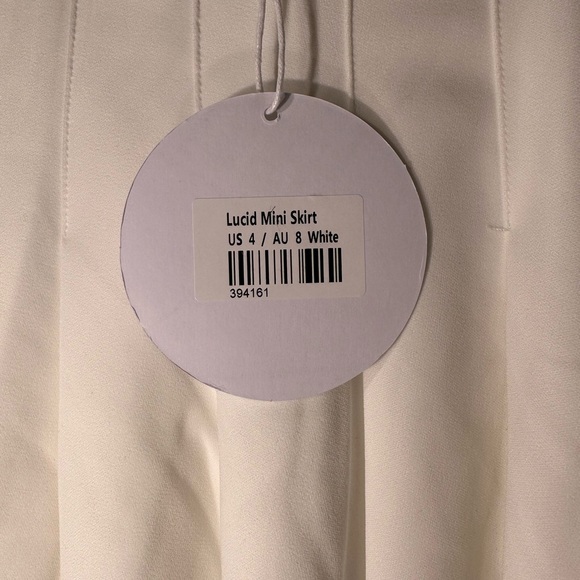 Lucid Mini Skirt
US 4 / AU 8 White
394161